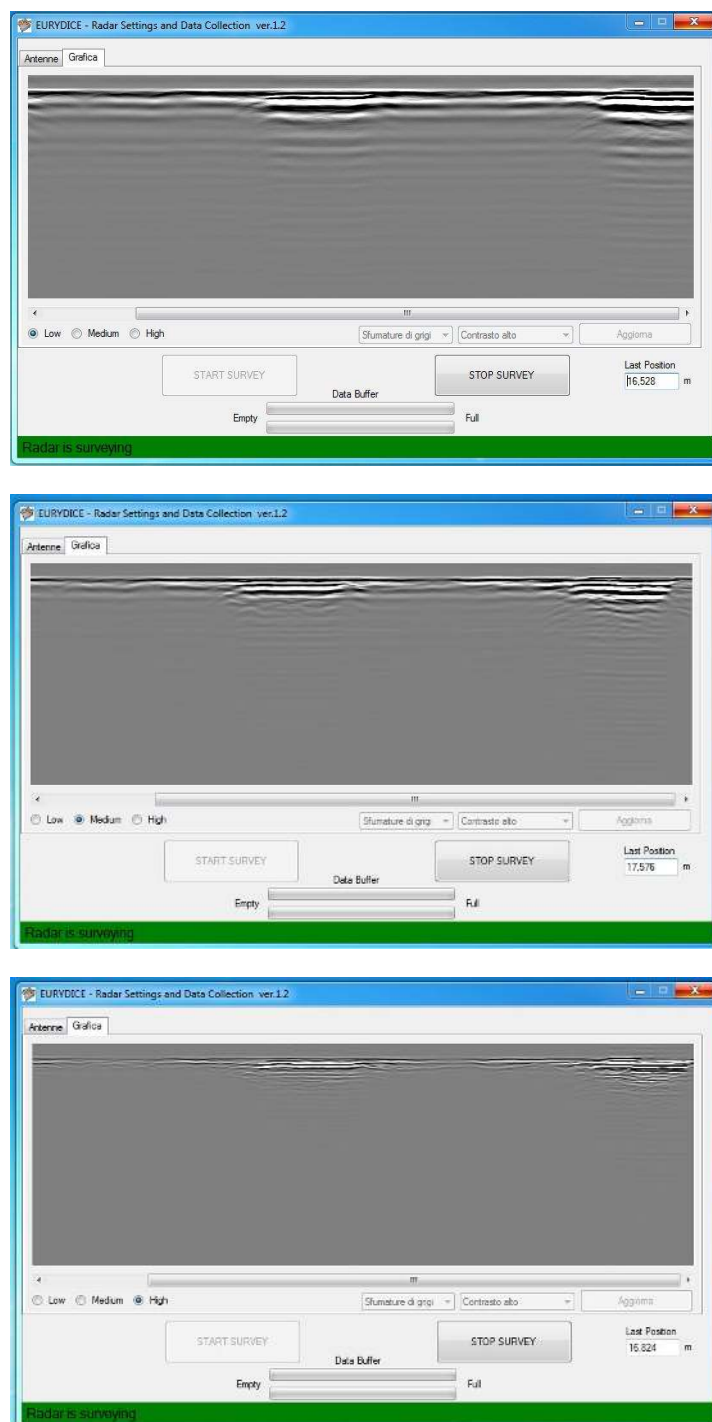 EURYDICE - Radar Settings and Data Collection ver.1.2
Antenne Grafica
Low Medium High Sfumature di grigi Contrasto alto Aggiorna
START SURVEY STOP SURVEY
Last Position
16,528 m
Data Buffer
Empty Full
Radar is surveying
EURYDICE - Radar Settings and Data Collection ver.1.2
Antenne Grafica
Low Medium High Sfumature di grigi Contrasto alto Aggiorna
START SURVEY STOP SURVEY
Last Position
17,576 m
Data Buffer
Empty Full
Radar is surveying
EURYDICE - Radar Settings and Data Collection ver.1.2
Antenne Grafica
Low Medium High Sfumature di grigi Contrasto alto Aggiorna
START SURVEY STOP SURVEY
Last Position
16.824 m
Data Buffer
Empty Full
Radar is surveying